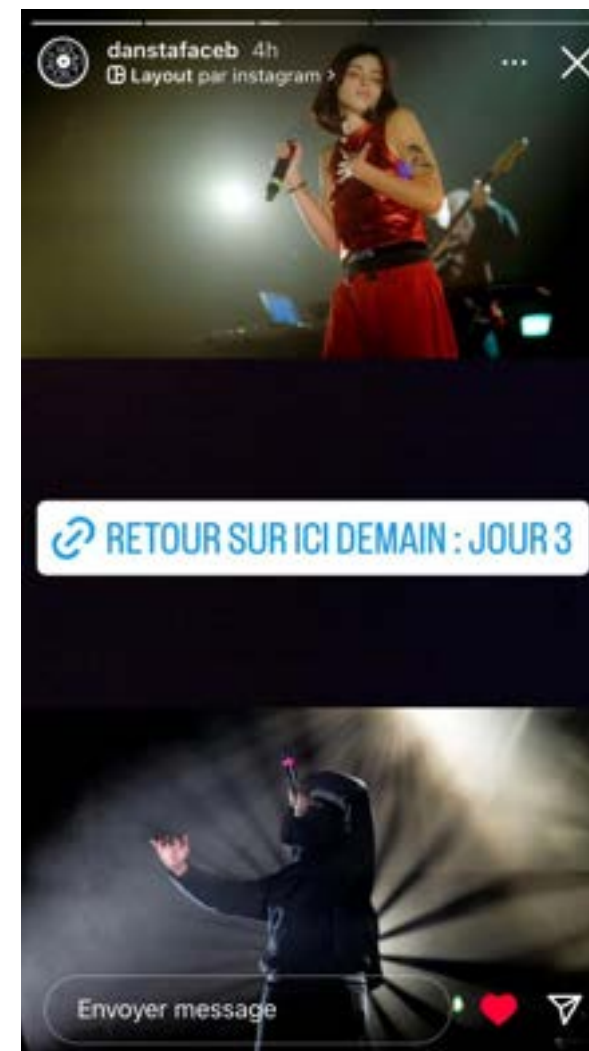 danstafaceb 4h
Layout par instagram >
RETOUR SUR ICI DEMAIN : JOUR 3
Envoyer message